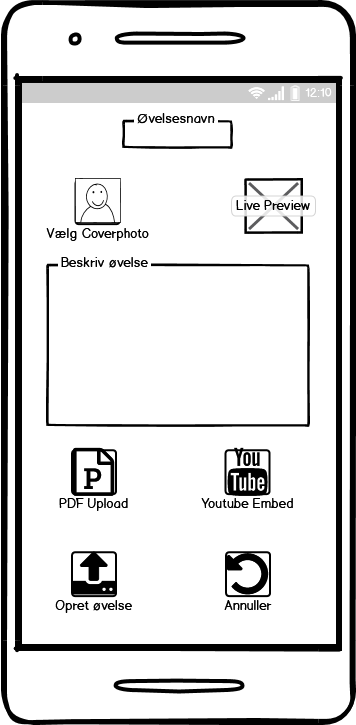 12:10
Øvelsesnavn
Vælg Coverphoto
Live Preview
Beskriv øvelse
P
PDF Upload
You
Tube
Youtube Embed
Opret øvelse
Annuller